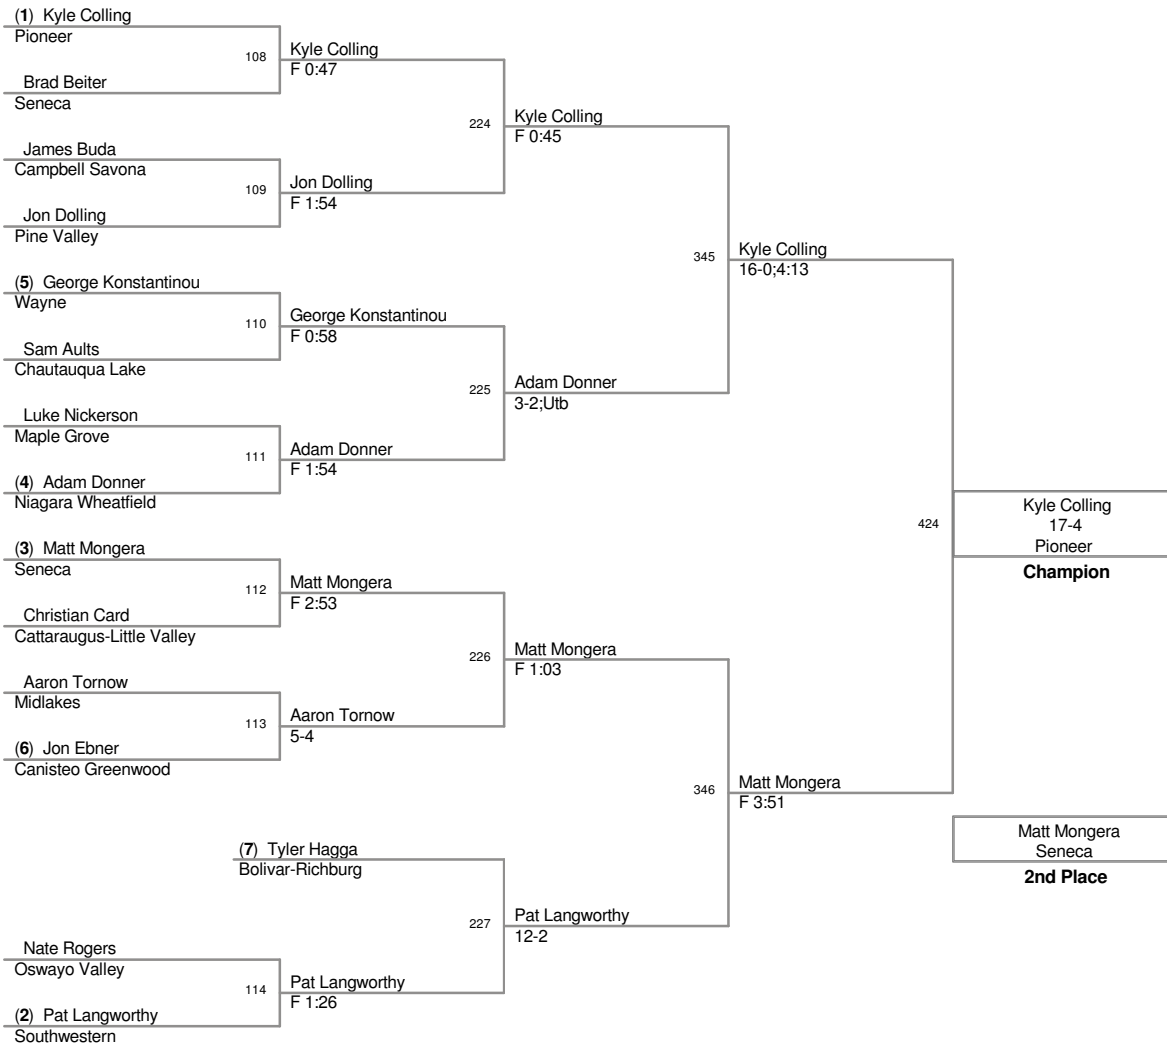 (1) Kyle Colling
Pioneer
108
Kyle Colling
F 0:47
Brad Beiter
Seneca
224
Kyle Colling
F 0:45
James Buda
Campbell Savona
109
Jon Dolling
F 1:54
Jon Dolling
Pine Valley
345
Kyle Colling
16-0;4:13
(5) George Konstantinou
Wayne
110
George Konstantinou
F 0:58
Sam Aults
Chautauqua Lake
225
Adam Donner
3-2;Utb
Luke Nickerson
Maple Grove
111
Adam Donner
F 1:54
(4) Adam Donner
Niagara Wheatfield
424
Kyle Colling
17-4
Pioneer
Champion
(3) Matt Mongera
Seneca
112
Matt Mongera
F 2:53
Christian Card
Cattaraugus-Little Valley
226
Matt Mongera
F 1:03
Aaron Tornow
Midlakes
113
Aaron Tornow
5-4
(6) Jon Ebner
Canisteo Greenwood
346
Matt Mongera
F 3:51
Matt Mongera
Seneca
2nd Place
(7) Tyler Hagga
Bolivar-Richburg
227
Pat Langworthy
12-2
Nate Rogers
Oswayo Valley
114
Pat Langworthy
F 1:26
(2) Pat Langworthy
Southwestern